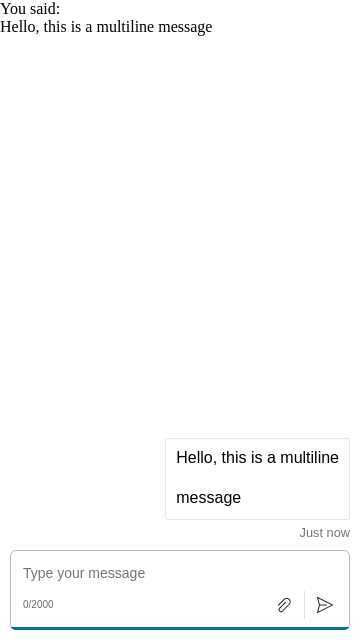 You said:
Hello, this is a multiline message
Hello, this is a multiline
message
Just now
Type your message
0/2000